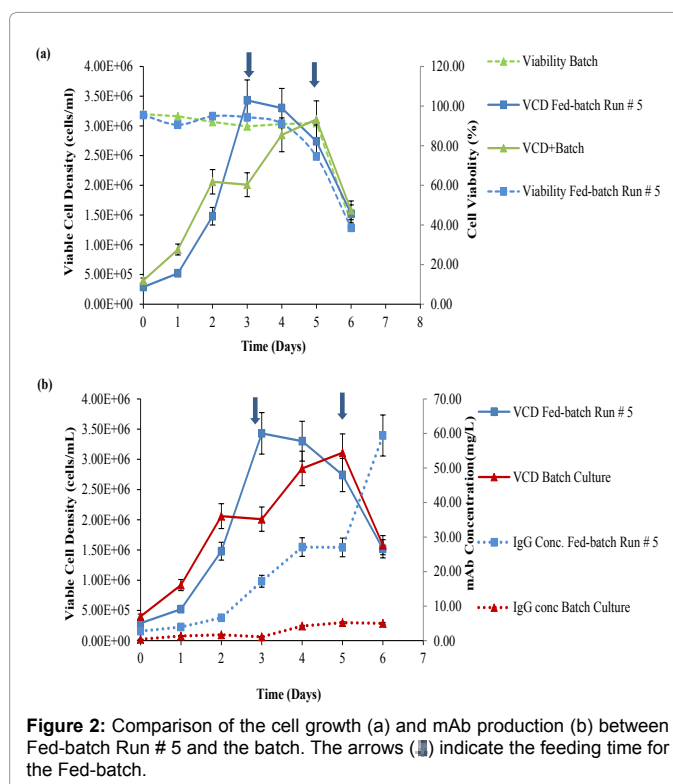 (a)
4.00E+06
3.50E+06
3.00E+06
2.50E+06
2.00E+06
1.50E+06
1.00E+06
5.00E+05
0.00E+00
Viable Cell Density (cells/ml)
0 1 2 3 4 5 6 7 8
Time (Days)
120.00
100.00
80.00
60.00
40.00
20.00
0.00
Cell Viabolity (%)
Viability Batch
VCD Fed-batch Run # 5
VCD+Batch
Viability Fed-batch Run # 5
(b)
4.00E+06
3.50E+06
3.00E+06
2.50E+06
2.00E+06
1.50E+06
1.00E+06
5.00E+05
0.00E+00
Viable Cell Density (cells/mL)
0 1 2 3 4 5 6 7
Time (Days)
70.00
60.00
50.00
40.00
30.00
20.00
10.00
0.00
mAb Concentration(mg/L)
VCD Fed-batch Run # 5
VCD Batch Culture
IgG Conc. Fed-batch Run # 5
IgG conc Batch Culture
Figure 2: Comparison of the cell growth (a) and mAb production (b) between
Fed-batch Run # 5 and the batch. The arrows (⬇) indicate the feeding time for
the Fed-batch.